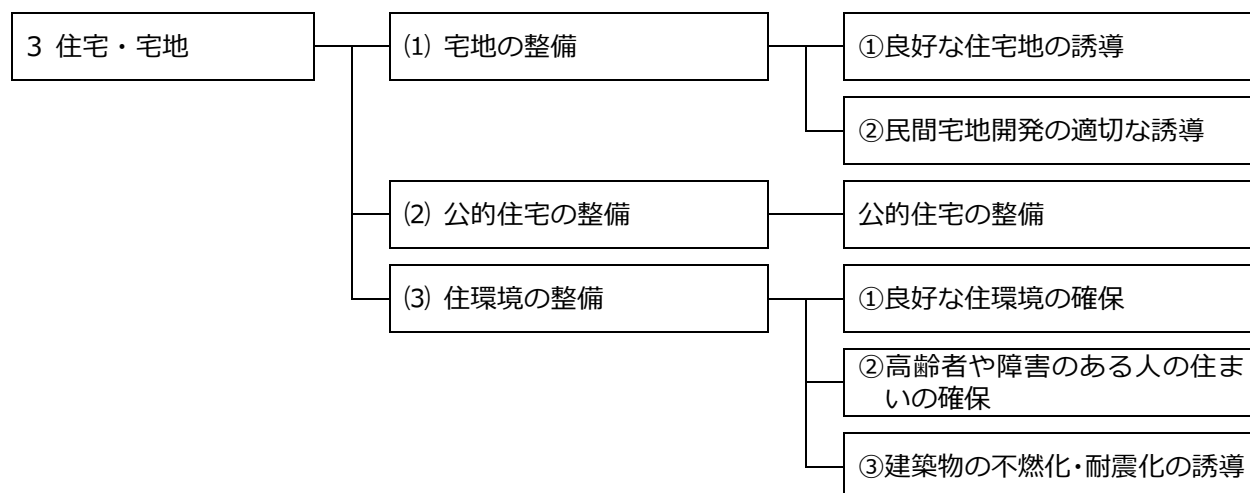 3 住宅・宅地
⑴ 宅地の整備
①良好な住宅地の誘導
②民間宅地開発の適切な誘導
⑵ 公的住宅の整備
公的住宅の整備
⑶ 住環境の整備
①良好な住環境の確保
②高齢者や障害のある人の住ま
いの確保
③建築物の不燃化・耐震化の誘導